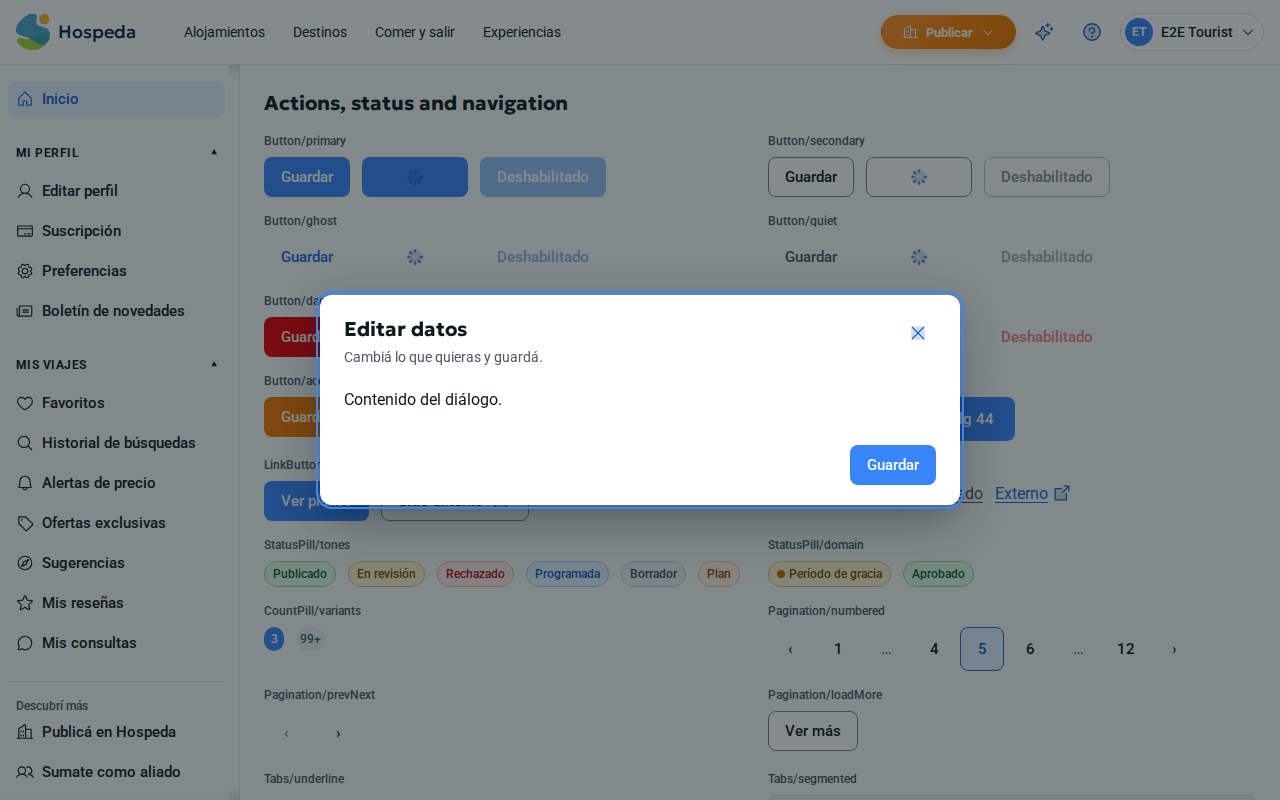 Hospeda
Alojamientos
Destinos
Comer y salir
Experiencias
Publicar
ET
E2E Tourist
Inicio
MI PERFIL
Editar perfil
Suscripción
Preferencias
Boletín de novedades
MIS VIAJES
Favoritos
Historial de búsquedas
Alertas de precio
Ofertas exclusivas
Sugerencias
Mis reseñas
Mis consultas
Descubrí más
Publicá en Hospeda
Sumate como aliado
Actions, status and navigation
Button/primary
Guardar
Deshabilitado
Button/secondary
Guardar
Deshabilitado
Button/ghost
Guardar
Deshabilitado
Button/quiet
Guardar
Deshabilitado
Deshabilitado
44
Editar datos
Cambiá lo que quieras y guardá.
Contenido del diálogo.
Guardar
Externo
StatusPill/tones
Publicado
En revisión
Rechazado
Programada
Borrador
Plan
StatusPill/domain
Período de gracia
Aprobado
CountPill/variants
3
99+
Pagination/numbered
‹ 1 … 4 5 6 … 12 ›
Pagination/prevNext
‹ ›
Pagination/loadMore
Ver más
Tabs/underline
Tabs/segmented